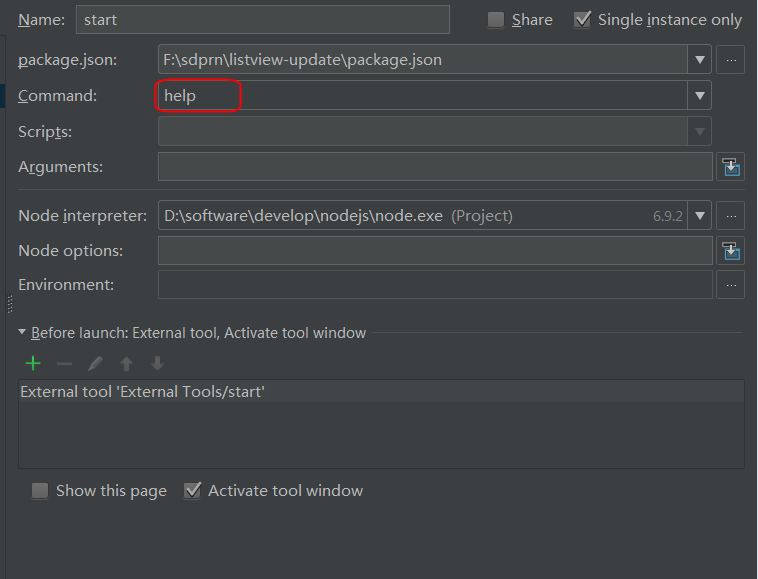 Name: start Share Single instance only
package.json: F:\sdprn\listview-update\package.json ...
Command: help
Scripts:
Arguments:
Node interpreter: D:\software\develop\nodejs\node.exe (Project) 6.9.2 ...
Node options:
Environment: ...
Before launch: External tool, Activate tool window
External tool 'External Tools/start'
Show this page Activate tool window